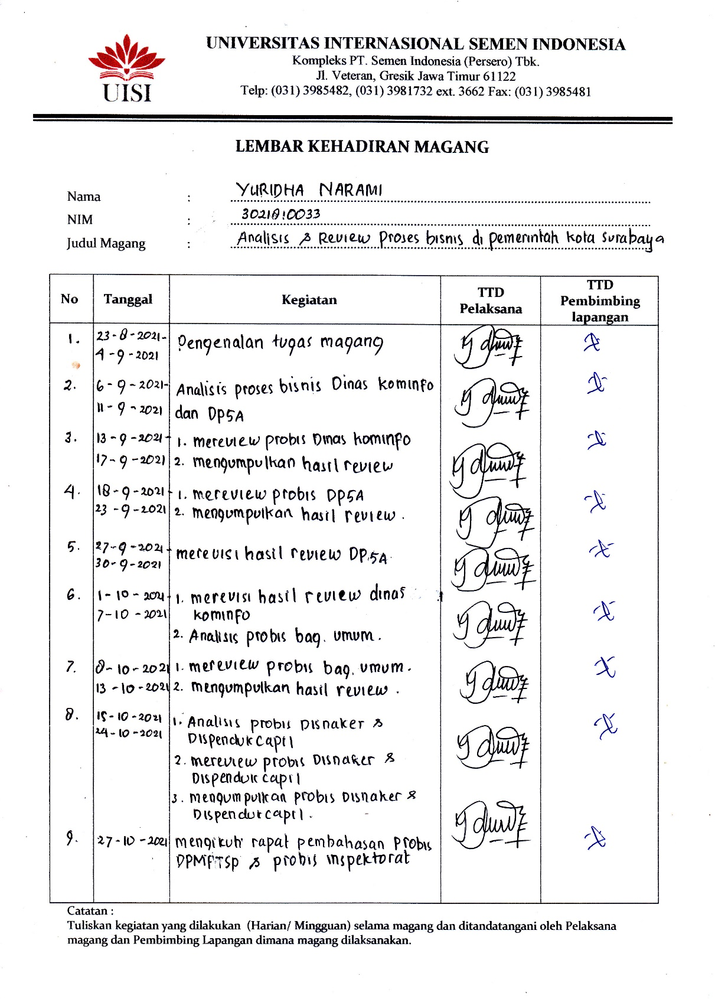 UISI
UNIVERSITAS INTERNASIONAL SEMEN INDONESIA
Kompleks PT. Semen Indonesia (Persero) Tbk.
Jl. Veteran, Gresik Jawa Timur 61122
Telp: (031) 3985482, (031) 3981732 ext. 3662 Fax: (031) 3985481
LEMBAR KEHADIRAN MAGANG
Nama : YURIDHA NARAMI
NIM : 3021810033
Judul Magang : Analisis & Review Proses bisnis di pemerintah kota surabaya
No Tanggal Kegiatan TTD Pelaksana TTD Pembimbing lapangan
1. 23-8-2021- Pengenalan tugas magang
4-9-2021
2. 6-9-2021- Analisis proses bisnis Dinas kominfo
11-9-2021 dan DP5A
3. 13-9-2021- 1. mereview probis Dinas kominfo
17-9-2021 2. mengumpulkan hasil review
4. 18-9-2021- 1. mereview probis DP5A
23-9-2021 2. mengumpulkan hasil review.
5. 27-9-2021- merevisi hasil review DP5A
30-9-2021
6. 1-10-2021- 1. merevisi hasil review dinas
7-10-2021 kominfo
2. Analisis probis bag. umum.
7. 8-10-2021 1. mereview probis bag. umum.
13-10-2021 2. mengumpulkan hasil review.
8. 15-10-2021 1. Analisis probis Disnaker &
24-10-2021 Dispendukcapil
2. mereview probis Disnaker &
Dispendukcapil
3. mengumpulkan probis Disnaker &
Dispendukcapil.
9. 27-10-2021 mengikuti rapat pembahasan Probis
DPMPTSP & probis inspektorat
Catatan :
Tuliskan kegiatan yang dilakukan (Harian/ Mingguan) selama magang dan ditandatangani oleh Pelaksana
magang dan Pembimbing Lapangan dimana magang dilaksanakan.